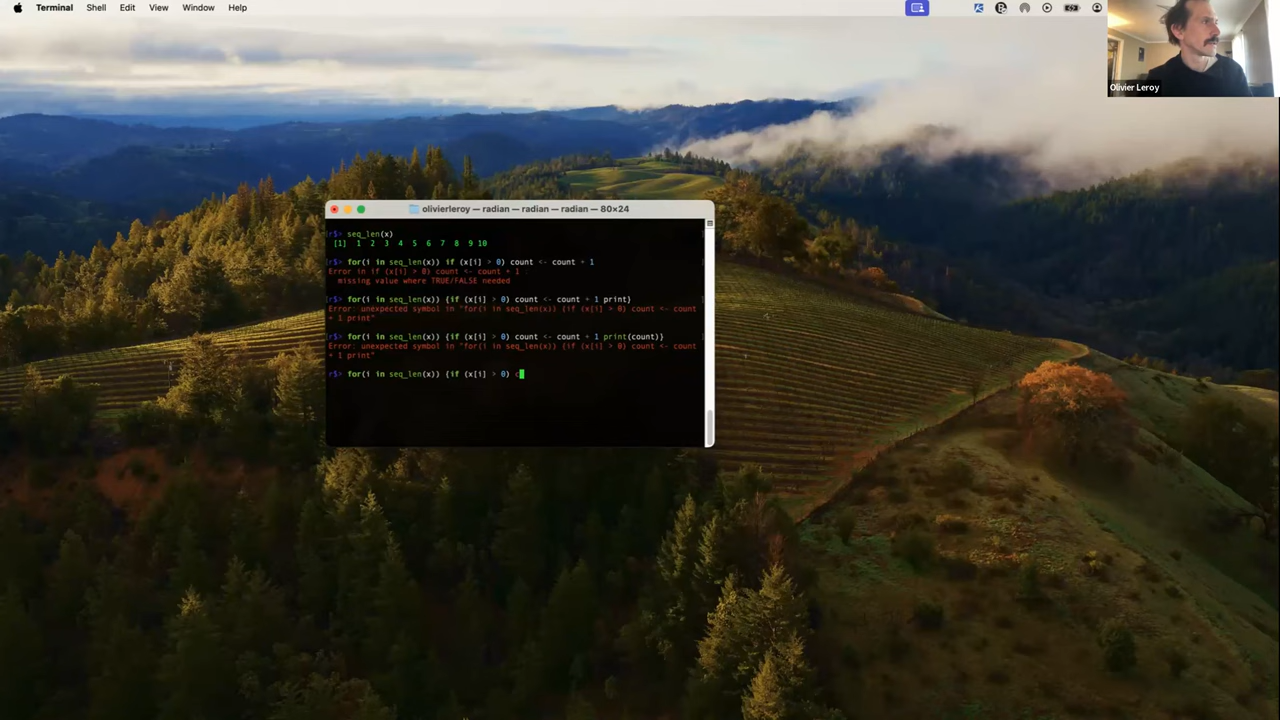 Terminal Shell Edit View Window Help
Olivier Leroy
olivierleroy — radian — radian — radian — 80×24
r$> seq_len(x)
[1] 1 2 3 4 5 6 7 8 9 10
r$> for(i in seq_len(x)) if (x[i] > 0) count <- count + 1
Error in if (x[i] > 0) count <- count + 1 :
missing value where TRUE/FALSE needed
r$> for(i in seq_len(x)) {if (x[i] > 0) count <- count + 1 print)
Error: unexpected symbol in "for(i in seq_len(x)) {if (x[i] > 0) count <- count
+ 1 print"
r$> for(i in seq_len(x)) {if (x[i] > 0) count <- count + 1 print(count)}
Error: unexpected symbol in "for(i in seq_len(x)) {if (x[i] > 0) count <- count
+ 1 print"
r$> for(i in seq_len(x)) {if (x[i] > 0) c